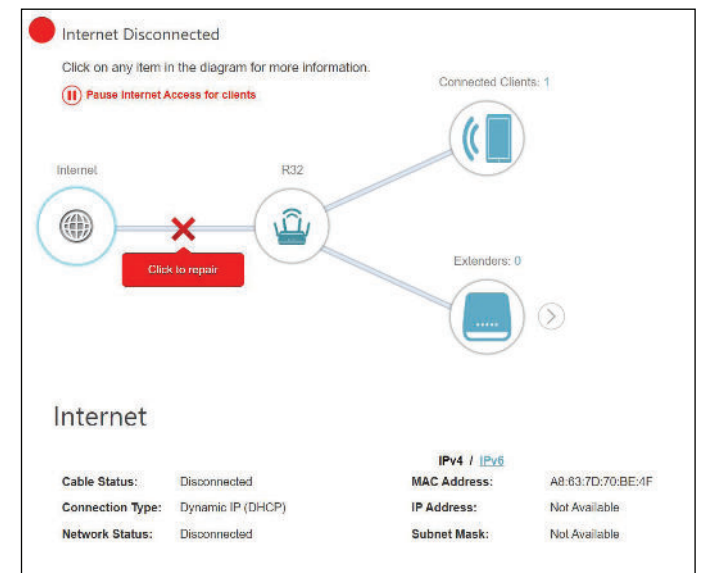 Internet Disconnected
Click on any item in the diagram for more information.
Pause Internet Access for clients
Connected Clients: 1
Internet
R32
Click to repair
Extenders: 0
Internet
IPv4 / IPv6
Cable Status: Disconnected MAC Address: A8:63:7D:70:BE:4F
Connection Type: Dynamic IP (DHCP) IP Address: Not Available
Network Status: Disconnected Subnet Mask: Not Available